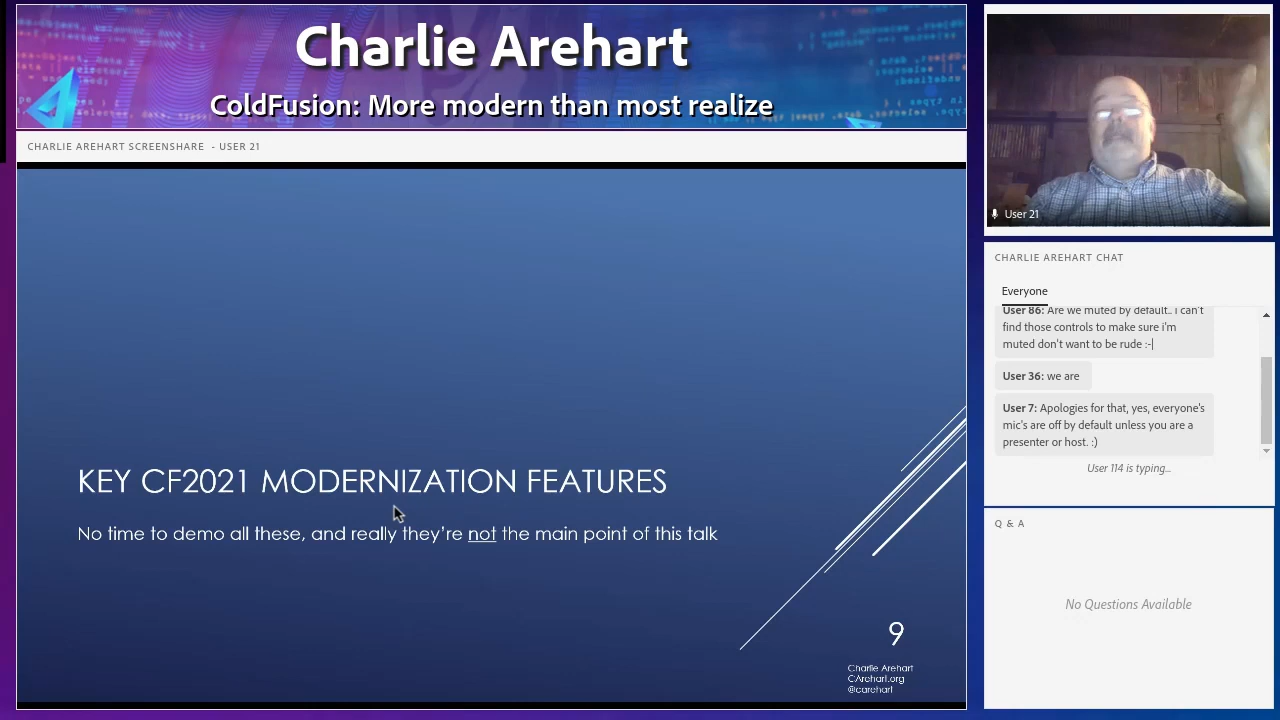 Charlie Arehart
ColdFusion: More modern than most realize
CHARLIE AREHART SCREENSHARE - USER 21
KEY CF2021 MODERNIZATION FEATURES
No time to demo all these, and really they're not the main point of this talk
9
Charlie Arehart
CArehart.org
@carehart
User 21
CHARLIE AREHART CHAT
Everyone
User 86: Are we muted by default.. i can't
find those controls to make sure i'm
muted don't want to be rude :-|
User 36: we are
User 7: Apologies for that, yes, everyone's
mic's are off by default unless you are a
presenter or host. :)
User 114 is typing...
Q & A
No Questions Available